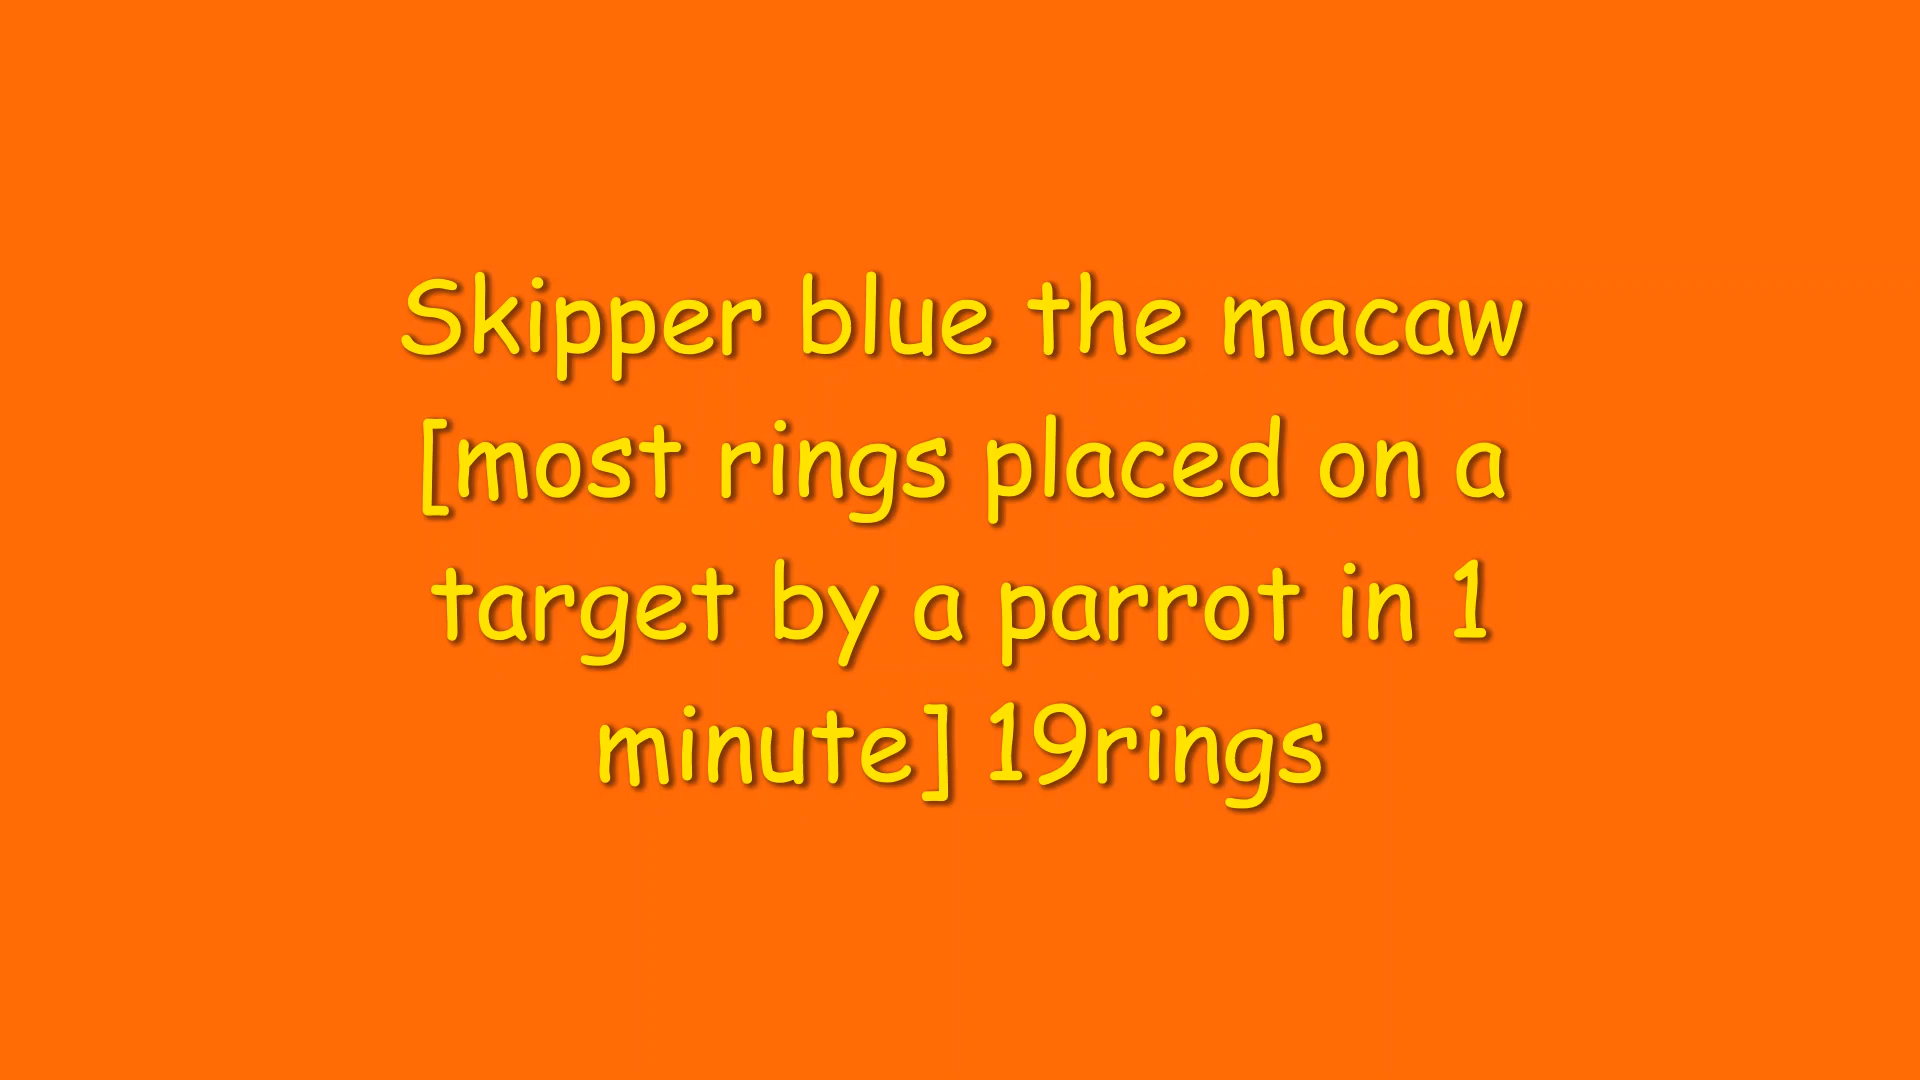 Skipper blue the macaw
[most rings placed on a
target by a parrot in 1
minute] 19rings